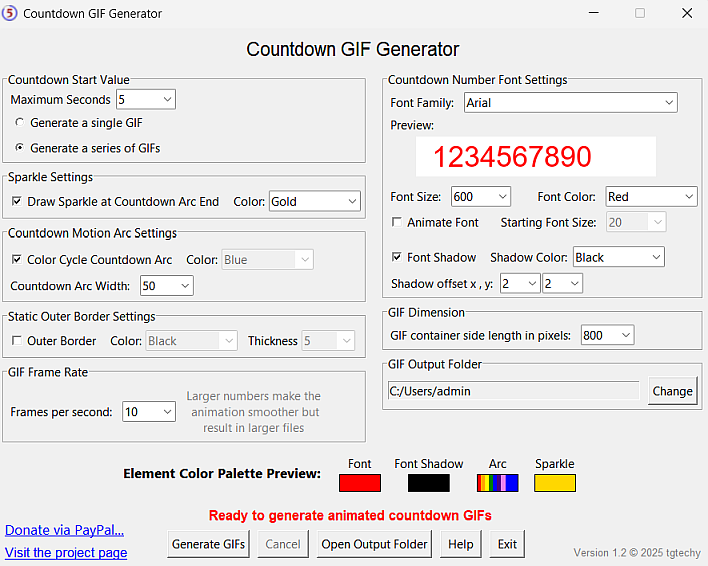 Countdown GIF Generator
Countdown GIF Generator
Countdown Start Value
Maximum Seconds 5
Generate a single GIF
Generate a series of GIFs
Sparkle Settings
Draw Sparkle at Countdown Arc End Color: Gold
Countdown Motion Arc Settings
Color Cycle Countdown Arc Color: Blue
Countdown Arc Width: 50
Static Outer Border Settings
Outer Border Color: Black Thickness 5
GIF Frame Rate
Frames per second: 10
Larger numbers make the
animation smoother but
result in larger files
Countdown Number Font Settings
Font Family: Arial
Preview:
1234567890
Font Size: 600 Font Color: Red
Animate Font Starting Font Size: 20
Font Shadow Shadow Color: Black
Shadow offset x , y: 2 2
GIF Dimension
GIF container side length in pixels: 800
GIF Output Folder
C:/Users/admin Change
Element Color Palette Preview: Font Font Shadow Arc Sparkle
Ready to generate animated countdown GIFs
Donate via PayPal...
Visit the project page
Generate GIFs Cancel Open Output Folder Help Exit
Version 1.2 © 2025 tgtechy